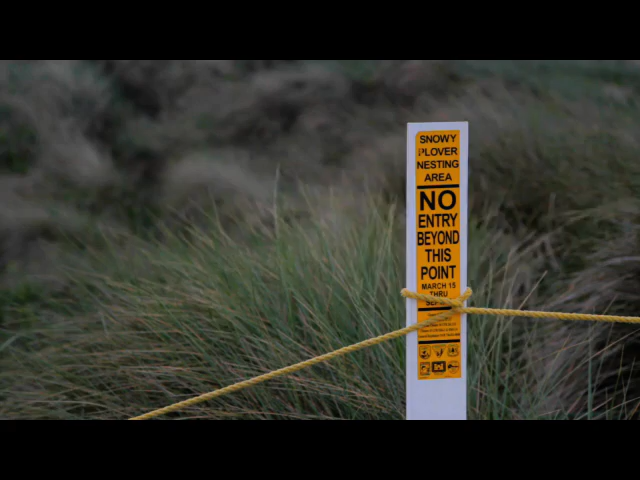 SNOWY
PLOVER
NESTING
AREA
NO
ENTRY
BEYOND
THIS
POINT
MARCH 15
THRU